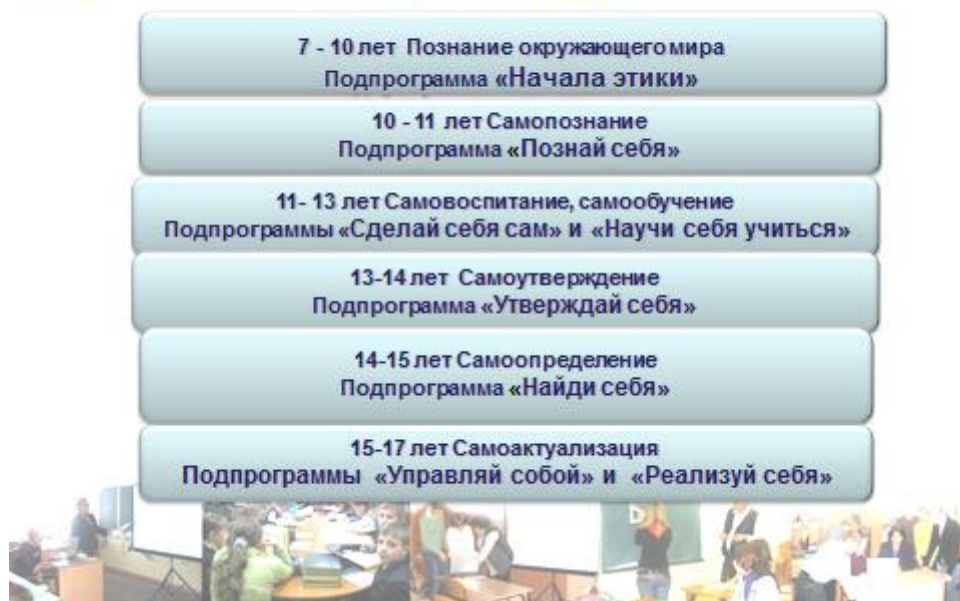 7 - 10 лет Познание окружающего мира
Подпрограмма «Начала этики»
10 - 11 лет Самопознание
Подпрограмма «Познай себя»
11- 13 лет Самовоспитание, самообучение
Подпрограммы «Сделай себя сам» и «Научи себя учиться»
13-14 лет Самоутверждение
Подпрограмма «Утверждай себя»
14-15 лет Самоопределение
Подпрограмма «Найди себя»
15-17 лет Самоактуализация
Подпрограммы «Управляй собой» и «Реализуй себя»